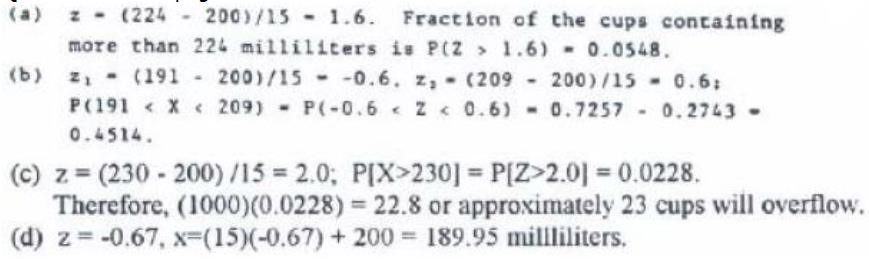 (a) z = (224 - 200)/15 = 1.6. Fraction of the cups containing
more than 224 milliliters is P(Z > 1.6) = 0.0548.
(b) z₁ = (191 - 200)/15 = -0.6, z₂ = (209 - 200)/15 = 0.6;
P(191 < X < 209) = P(-0.6 < Z < 0.6) = 0.7257 - 0.2743 =
0.4514.
(c) z = (230 - 200) /15 = 2.0; P[X>230] = P[Z>2.0] = 0.0228.
Therefore, (1000)(0.0228) = 22.8 or approximately 23 cups will overflow.
(d) z = -0.67, x=(15)(-0.67) + 200 = 189.95 millliliters.